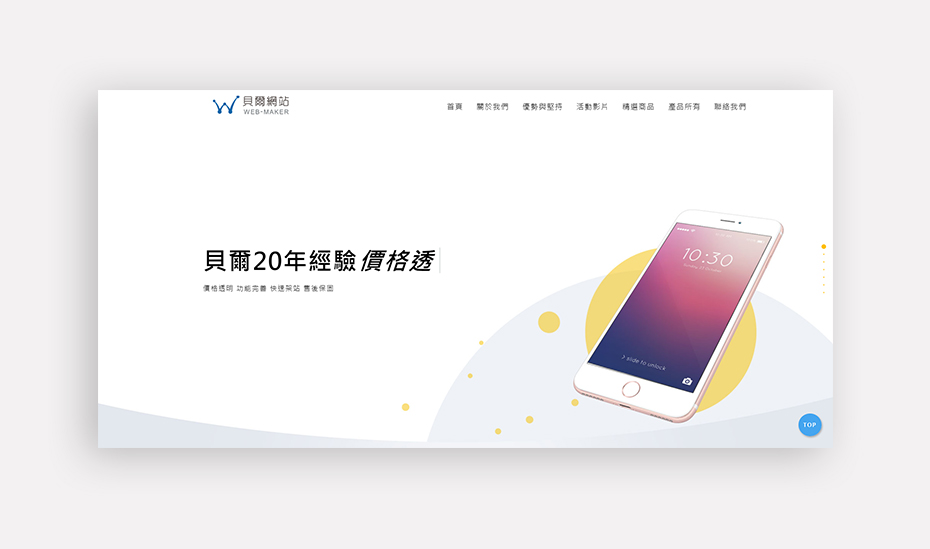 貝爾網站
WEB-MAKER
首頁 關於我們 優勢與堅持 活動影片 精選商品 產品所有 聯絡我們
貝爾20年經驗價格透
價格透明 功能完善 快速架站 售後保固
10:30
slide to unlock
TOP